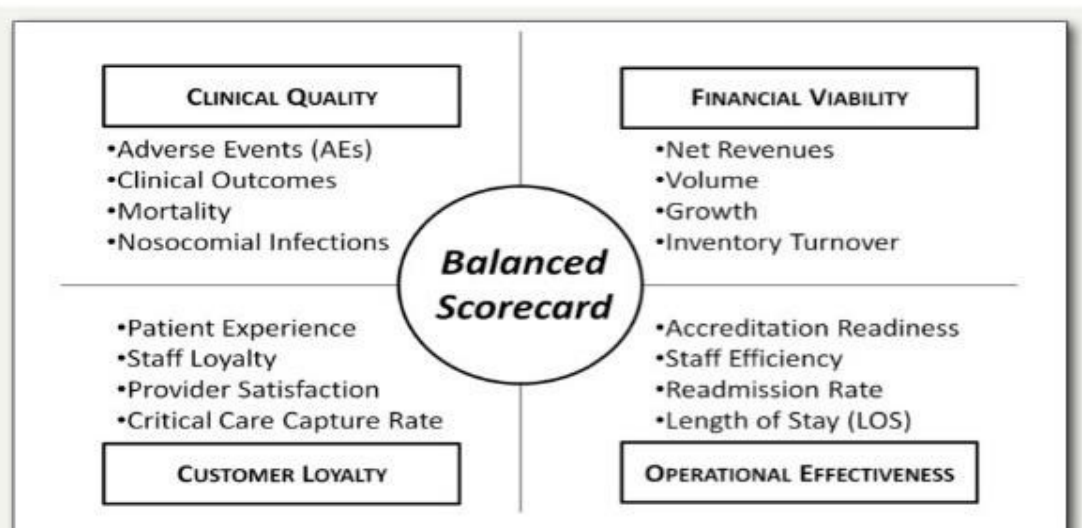 CLINICAL QUALITY
•Adverse Events (AEs)
•Clinical Outcomes
•Mortality
•Nosocomial Infections
FINANCIAL VIABILITY
•Net Revenues
•Volume
•Growth
•Inventory Turnover
Balanced
Scorecard
•Patient Experience
•Staff Loyalty
•Provider Satisfaction
•Critical Care Capture Rate
CUSTOMER LOYALTY
•Accreditation Readiness
•Staff Efficiency
•Readmission Rate
•Length of Stay (LOS)
OPERATIONAL EFFECTIVENESS